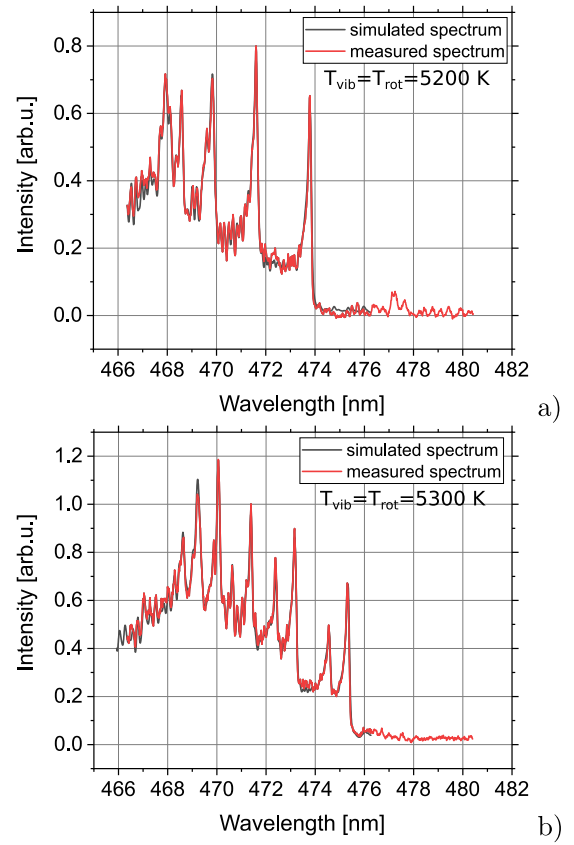 simulated spectrum
measured spectrum
T_vib=T_rot=5200 K
0.8
0.6
0.4
0.2
0.0
Intensity [arb.u.]
466 468 470 472 474 476 478 480 482
Wavelength [nm]
a)
simulated spectrum
measured spectrum
T_vib=T_rot=5300 K
1.2
1.0
0.8
0.6
0.4
0.2
0.0
Intensity [arb.u.]
466 468 470 472 474 476 478 480 482
Wavelength [nm]
b)